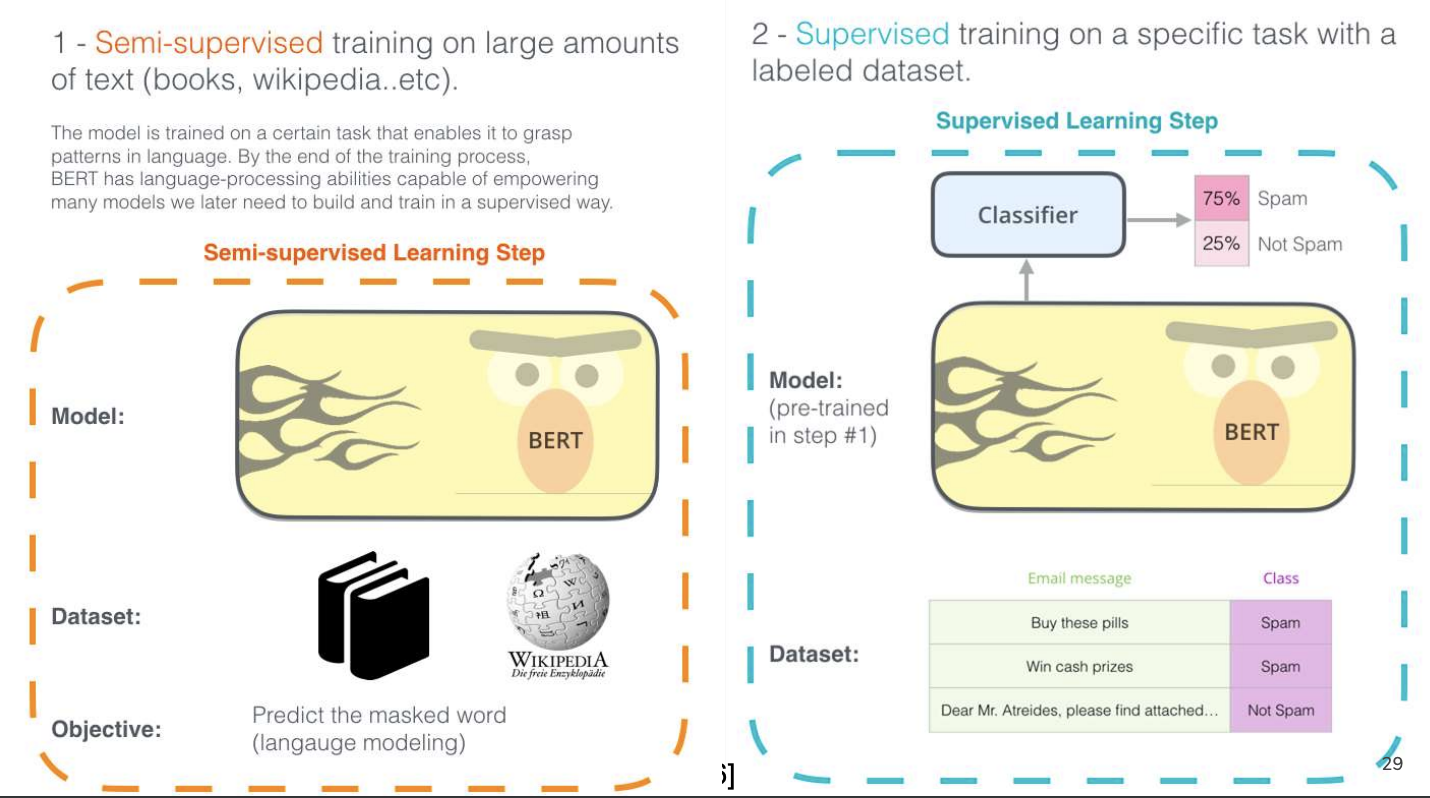 1 - Semi-supervised training on large amounts
of text (books, wikipedia..etc).
The model is trained on a certain task that enables it to grasp
patterns in language. By the end of the training process,
BERT has language-processing abilities capable of empowering
many models we later need to build and train in a supervised way.
Semi-supervised Learning Step
Model:
BERT
Dataset:
WIKIPEDIA
Die freie Enzyklopädie
Objective:
Predict the masked word
(langauge modeling)
2 - Supervised training on a specific task with a
labeled dataset.
Supervised Learning Step
Classifier
75% Spam
25% Not Spam
Model:
(pre-trained
in step #1)
BERT
Email message Class
Buy these pills Spam
Win cash prizes Spam
Dataset:
Dear Mr. Atreides, please find attached... Not Spam
29